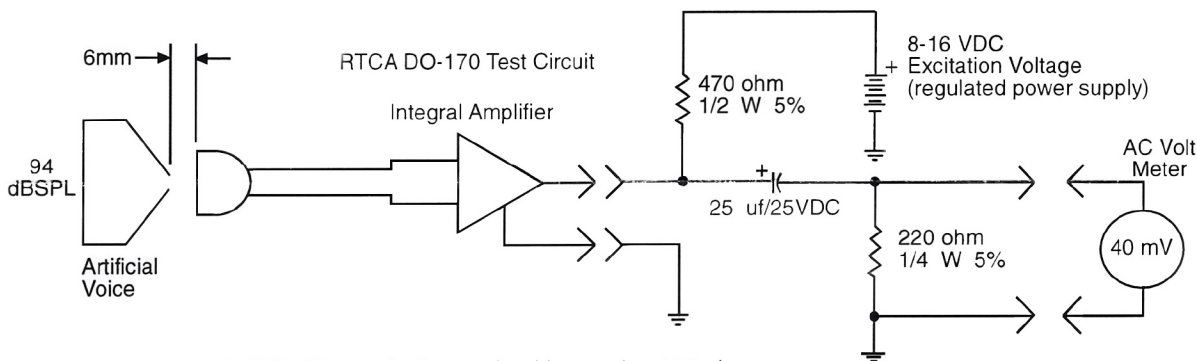 6mm
RTCA DO-170 Test Circuit
Integral Amplifier
94
dBSPL
Artificial
Voice
470 ohm
1/2 W 5%
+
8-16 VDC
Excitation Voltage
(regulated power supply)
+
25 uf/25VDC
220 ohm
1/4 W 5%
AC Volt
Meter
40 mV